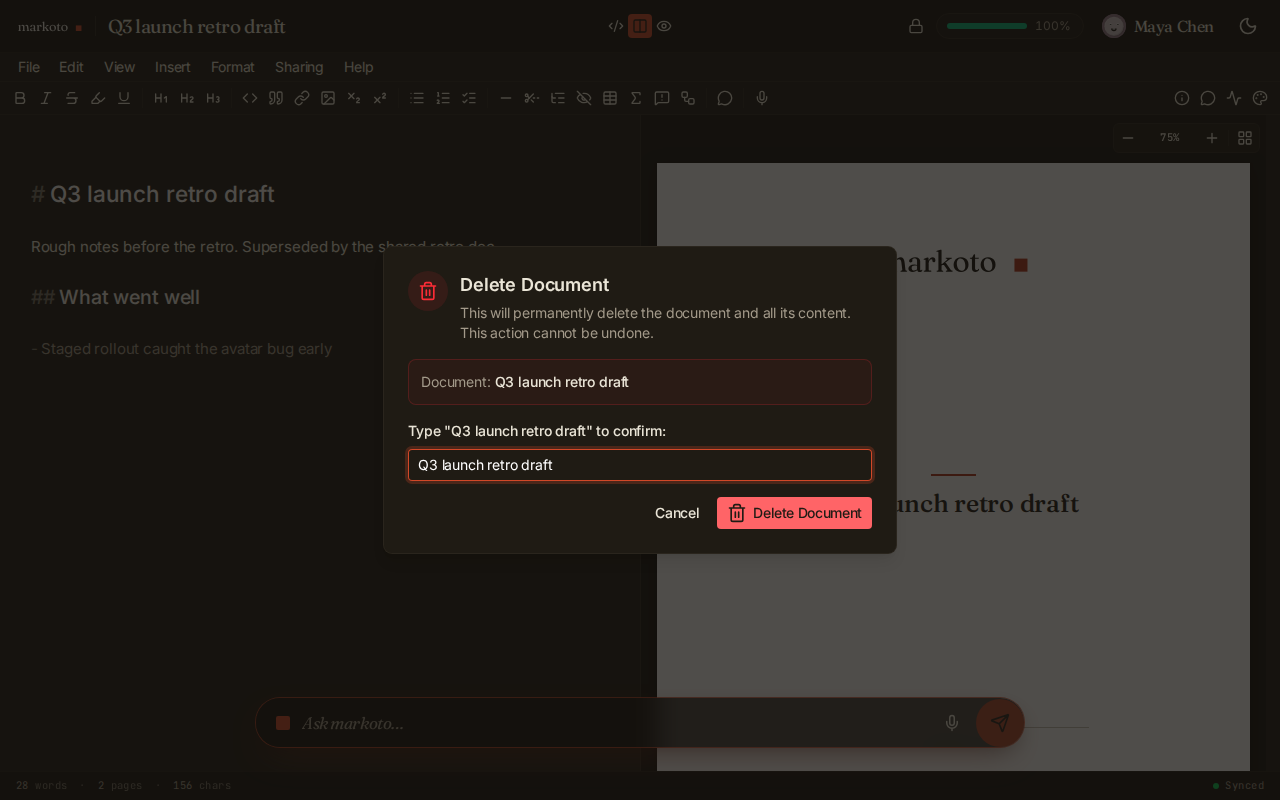 markoto
Q3 launch retro draft
100%
Maya Chen
File Edit View Insert Format Sharing Help
H1 H2 H3
75%
# Q3 launch retro draft
Rough notes before the retro. Superseded by the shared retro doc.
## What went well
- Staged rollout caught the avatar bug early
markoto
unch retro draft
Delete Document
This will permanently delete the document and all its content.
This action cannot be undone.
Document: Q3 launch retro draft
Type "Q3 launch retro draft" to confirm:
Q3 launch retro draft
Cancel Delete Document
Ask markoto...
28 words · 2 pages · 156 chars
Synced